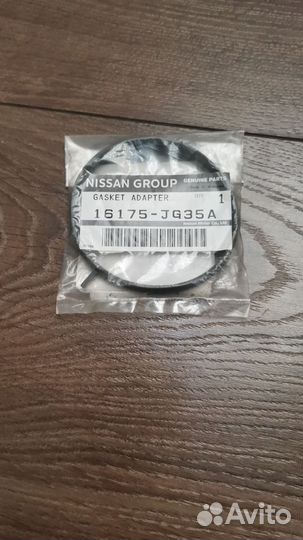 NISSAN GROUP
GENUINE PARTS
GASKET ADAPTER
1
16175-JG35A
Avito